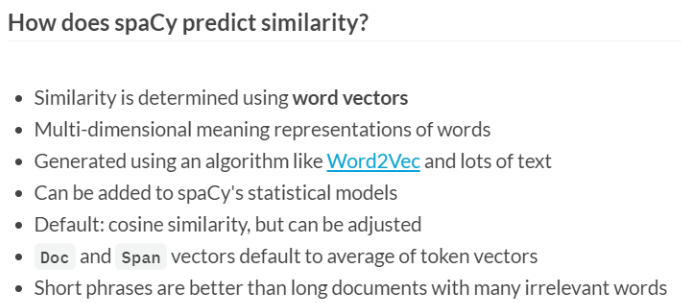 How does spaCy predict similarity?
• Similarity is determined using word vectors
• Multi-dimensional meaning representations of words
• Generated using an algorithm like Word2Vec and lots of text
• Can be added to spaCy's statistical models
• Default: cosine similarity, but can be adjusted
• Doc and Span vectors default to average of token vectors
• Short phrases are better than long documents with many irrelevant words